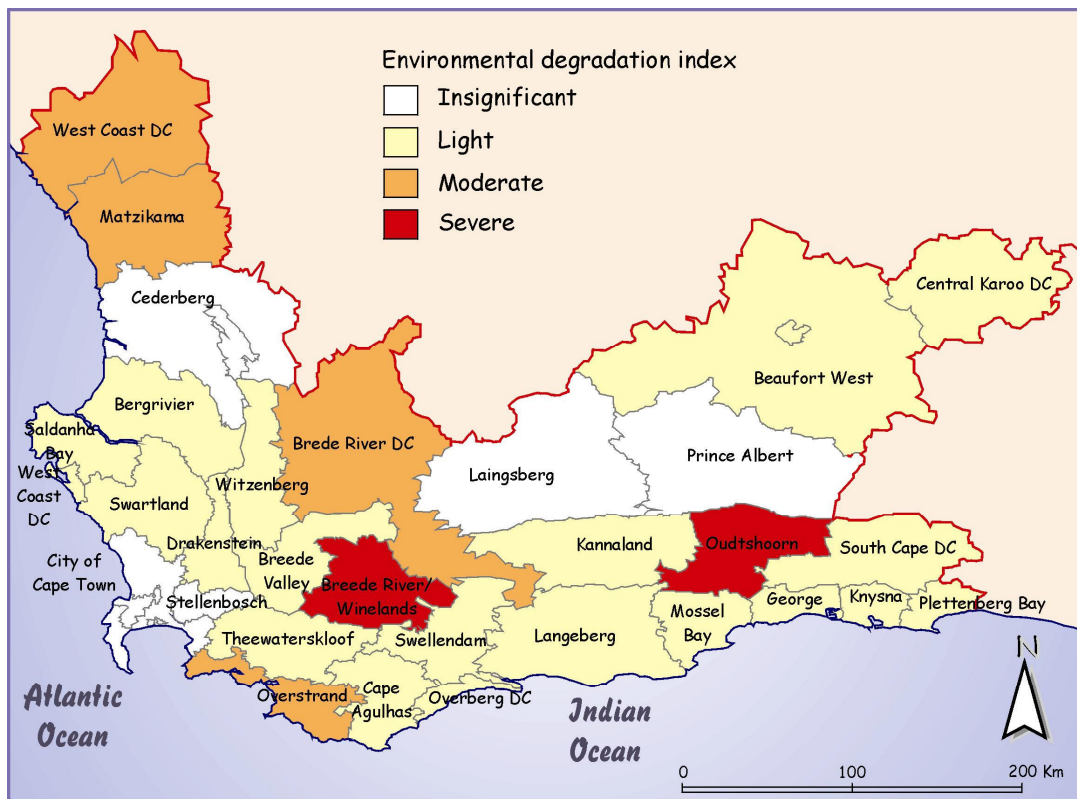 Environmental degradation index
Insignificant
Light
Moderate
Severe
West Coast DC
Matzikama
Cederberg
Central Karoo DC
Beaufort West
Bergrivier
Saldanha
Bay
Brede River DC
Prince Albert
Laingsberg
West
Coast
DC
Witzenberg
Swartland
Drakenstein
Kannaland
Oudtshoorn
South Cape DC
City of
Cape Town
Breede
Valley
Breede River/
Winelands
Stellenbosch
George
Knysna
Plettenberg Bay
Mossel
Bay
Theewaterskloof
Swellendam
Langeberg
Overstrand
Cape
Agulhas
Overberg DC
Atlantic
Ocean
Indian
Ocean
N
0 100 200 Km